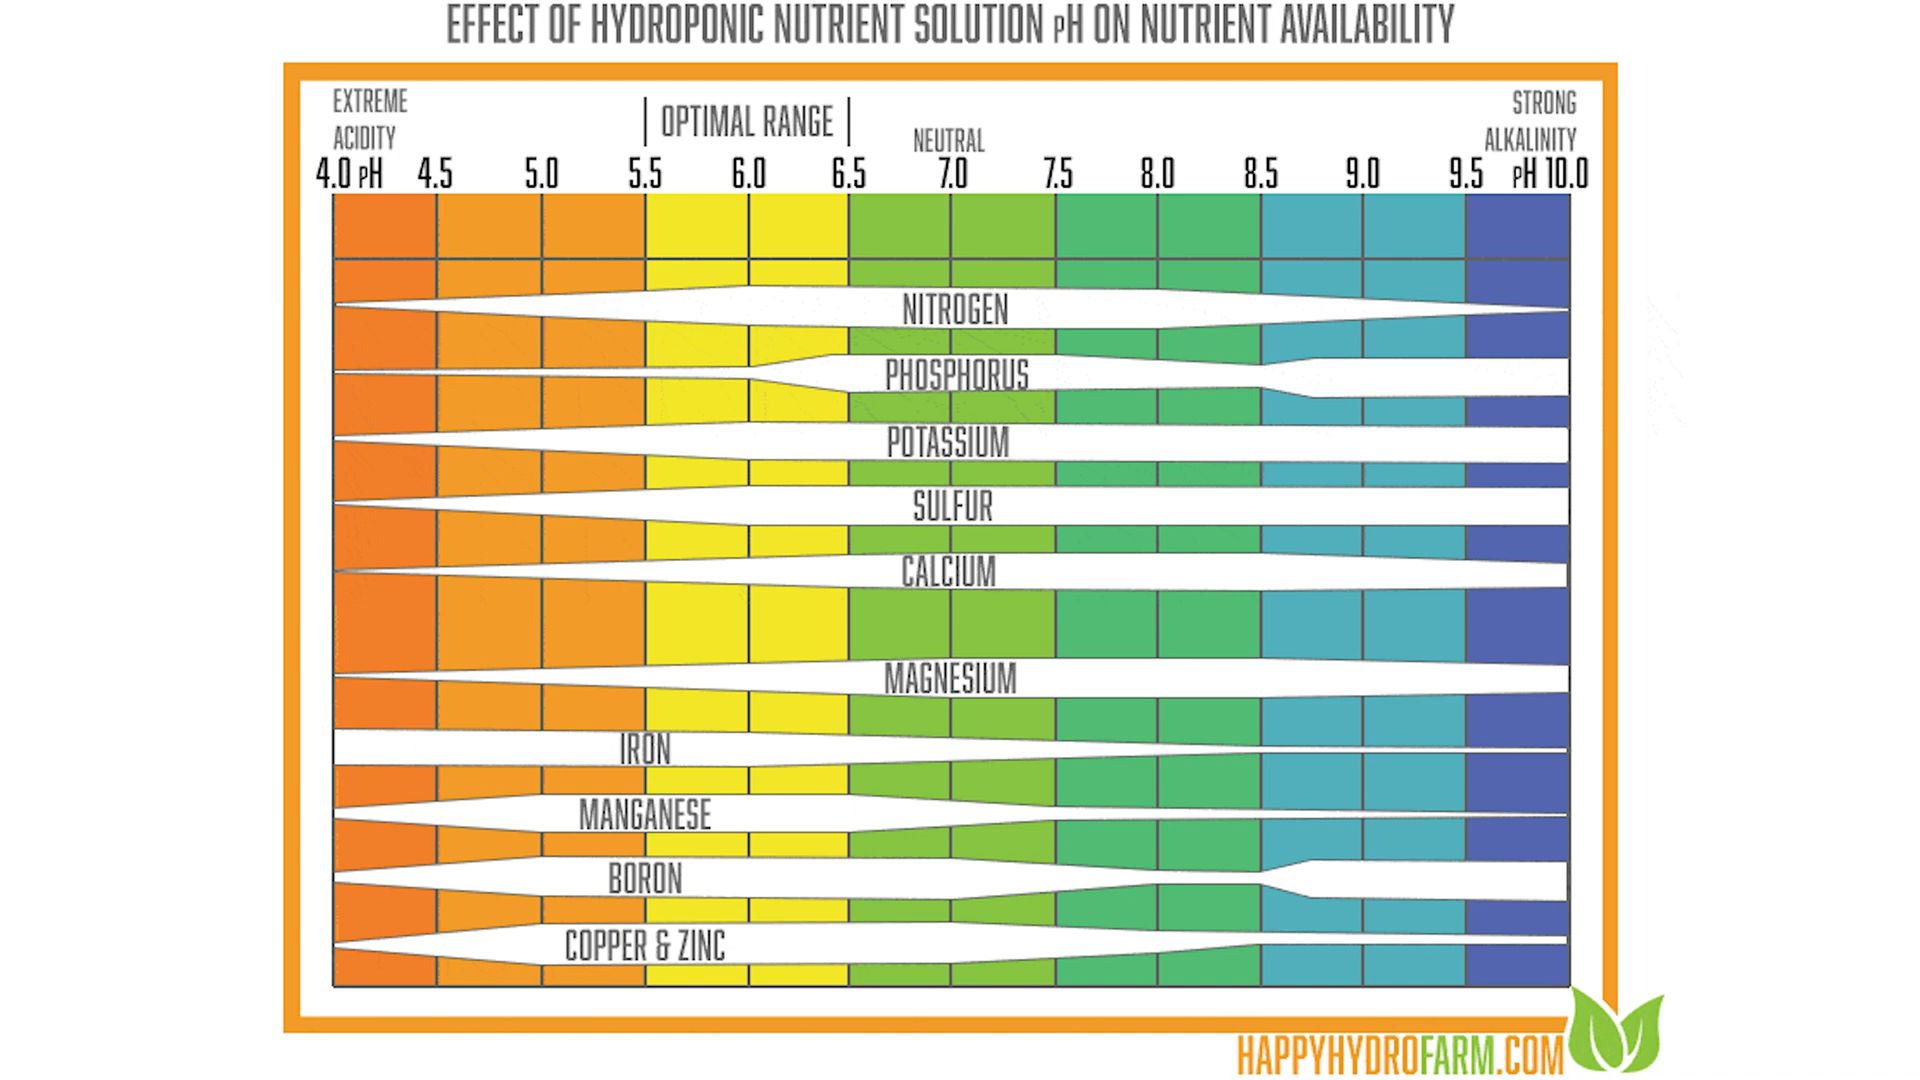 EFFECT OF HYDROPONIC NUTRIENT SOLUTION pH ON NUTRIENT AVAILABILITY
EXTREME
ACIDITY
OPTIMAL RANGE
NEUTRAL
STRONG
ALKALINITY
4.0 pH 4.5 5.0 5.5 6.0 6.5 7.0 7.5 8.0 8.5 9.0 9.5 pH 10.0
NITROGEN
PHOSPHORUS
POTASSIUM
SULFUR
CALCIUM
MAGNESIUM
IRON
MANGANESE
BORON
COPPER & ZINC
HAPPYHYDROFARM.COM